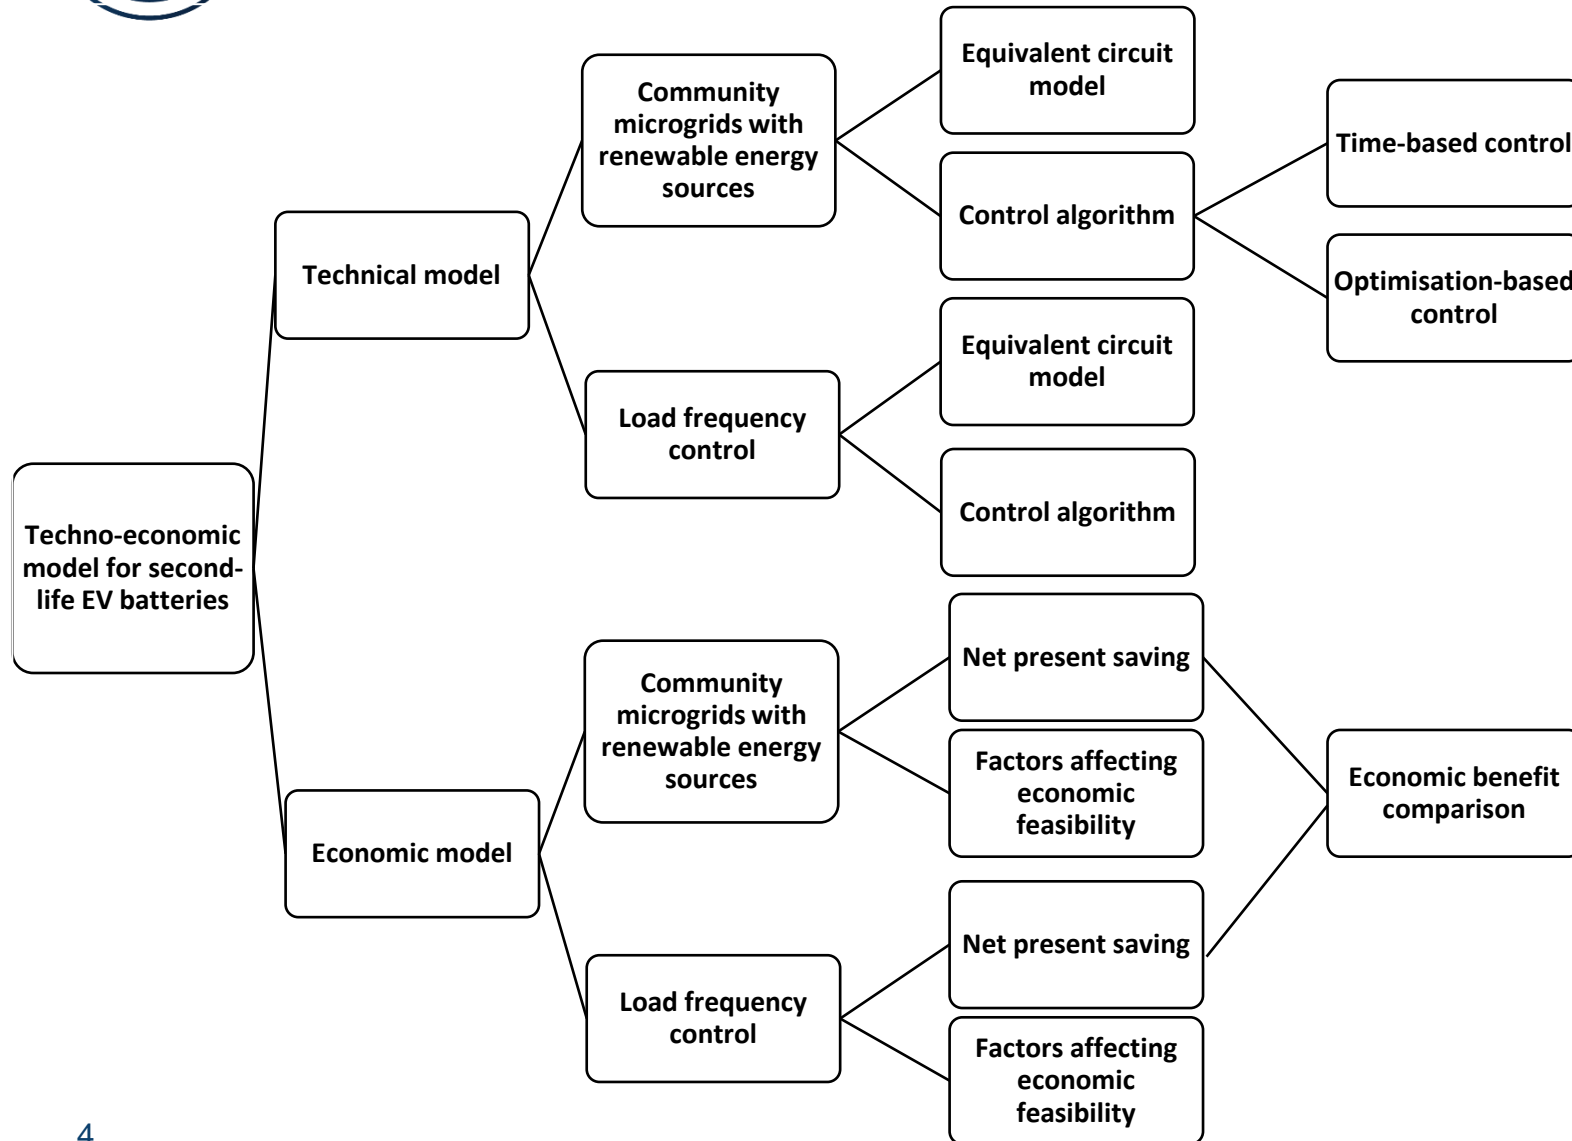 Techno-economic
model for second-
life EV batteries
Technical model
Community
microgrids with
renewable energy
sources
Equivalent circuit
model
Control algorithm
Time-based control
Optimisation-based
control
Load frequency
control
Equivalent circuit
model
Control algorithm
Economic model
Community
microgrids with
renewable energy
sources
Net present saving
Factors affecting
economic
feasibility
Load frequency
control
Net present saving
Factors affecting
economic
feasibility
Economic benefit
comparison
4